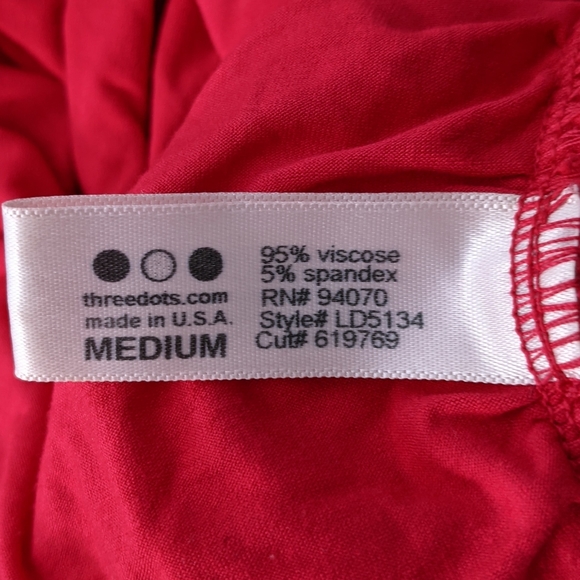 threedots.com
made in U.S.A.
MEDIUM
95% viscose
5% spandex
RN# 94070
Style# LD5134
Cut# 619769